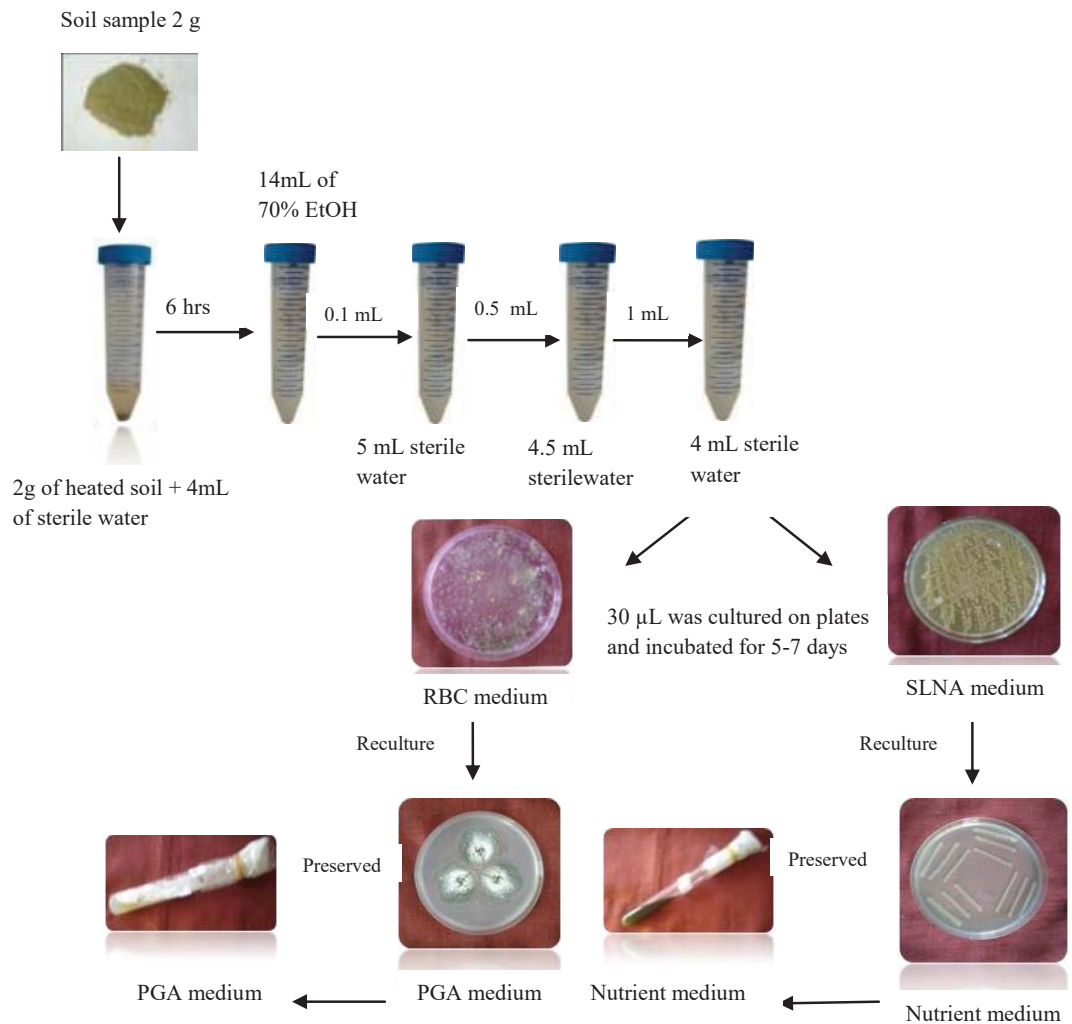 Soil sample 2 g
14mL of
70% EtOH
6 hrs
0.1 mL
0.5 mL
1 mL
5 mL sterile
water
4.5 mL
sterilewater
4 mL sterile
water
2g of heated soil + 4mL
of sterile water
30 µL was cultured on plates
and incubated for 5-7 days
RBC medium
SLNA medium
Reculture
Reculture
Preserved
Preserved
PGA medium
PGA medium
Nutrient medium
Nutrient medium